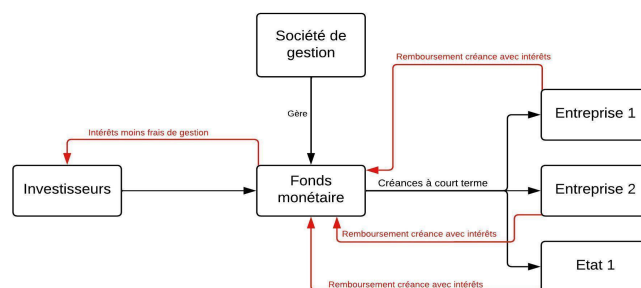 Société de
gestion
Remboursement créance avec intérêts
Gère
Entreprise 1
Intérêts moins frais de gestion
Investisseurs
Fonds
monétaire
Créances à court terme
Entreprise 2
Remboursement créance avec intérêts
Etat 1
Remboursement créance avec intérêts